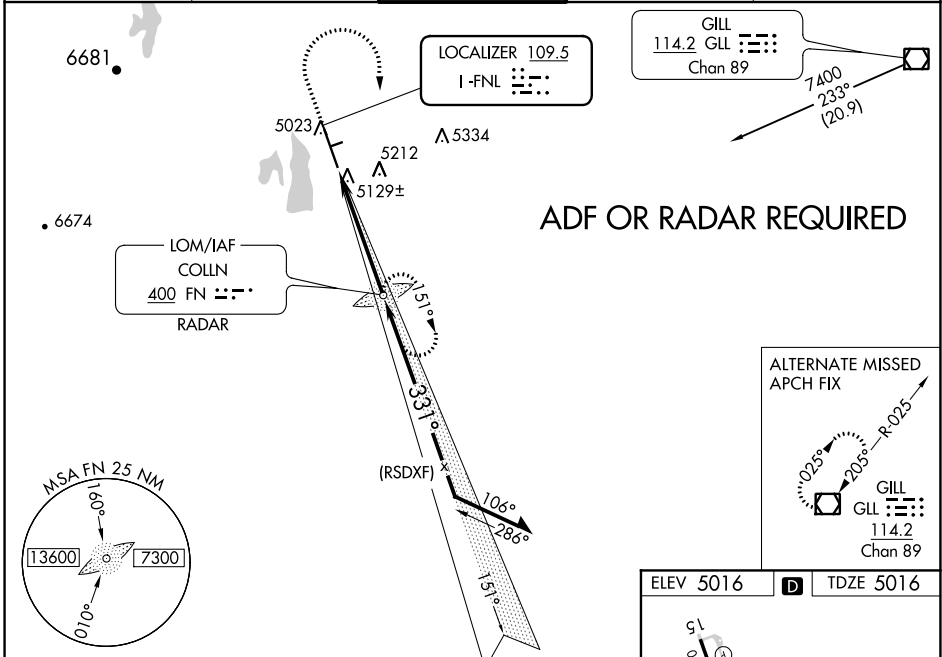 6681
LOCALIZER 109.5
I-FNL
GILL
114.2 GLL
Chan 89
7400
233°
(20.9)
5023
5334
5212
5129±
6674
ADF OR RADAR REQUIRED
LOM/IAF
COLLN
400 FN
RADAR
151°
331°
(RSDXF)
106°
286°
151°
MSA FN 25 NM
160°
13600
7300
010°
ALTERNATE MISSED
APCH FIX
R-025
025°
205°
GILL
GLL
114.2
Chan 89
ELEV 5016
D
TDZE 5016
15